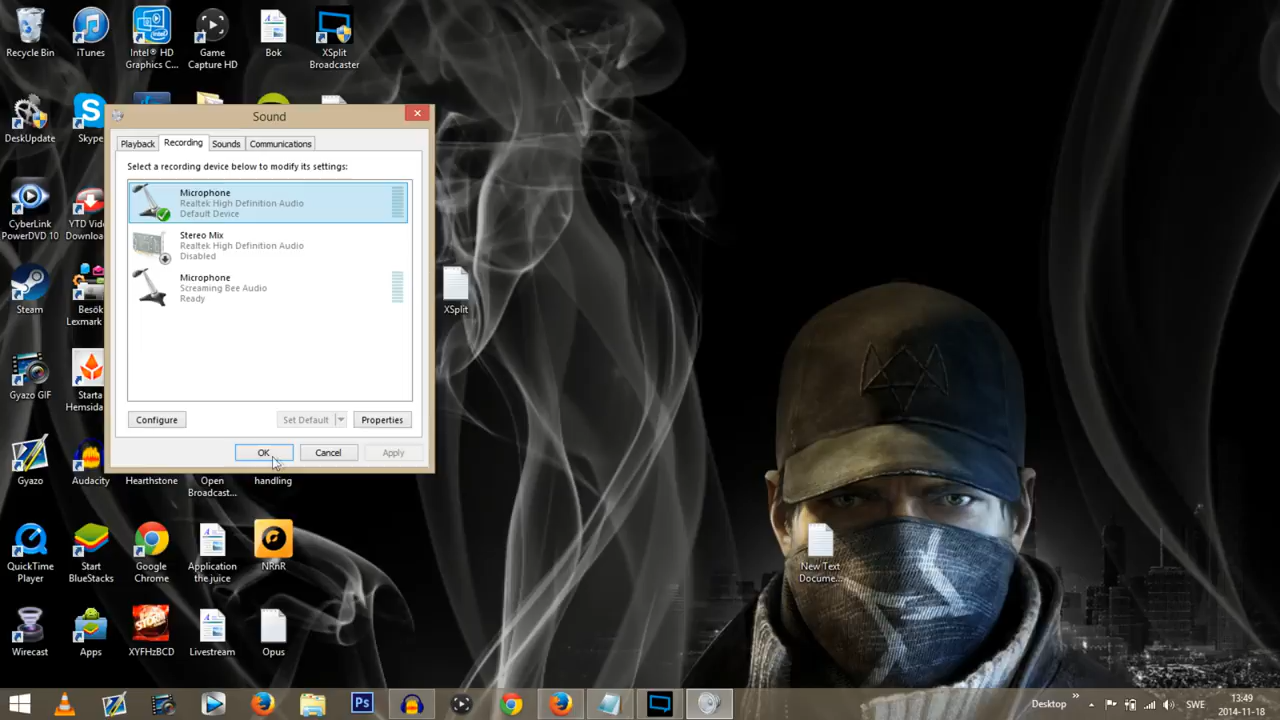 Recycle Bin
iTunes
Intel® HD
Graphics C...
Game
Capture HD
Bok
XSplit
Broadcaster
DeskUpdate
Skype
Sound
Playback
Recording
Sounds
Communications
Select a recording device below to modify its settings:
Microphone
Realtek High Definition Audio
Default Device
Stereo Mix
Realtek High Definition Audio
Disabled
Microphone
Screaming Bee Audio
Ready
Configure
Set Default
Properties
OK
Cancel
Apply
CyberLink
PowerDVD 10
YTD Vid
Downloa
Steam
Besök
Lexmark
XSplit
Gyazo GIF
Starta
Hemsida
Gyazo
Audacity
Hearthstone
Open
Broadcast...
handling
QuickTime
Player
Start
BlueStacks
Google
Chrome
Application
the juice
NRnR
New Text
Docume...
Wirecast
Apps
STOP
XYFHzBCD
Livestream
Opus
Ps
Desktop
SWE
13:49
2014-11-18